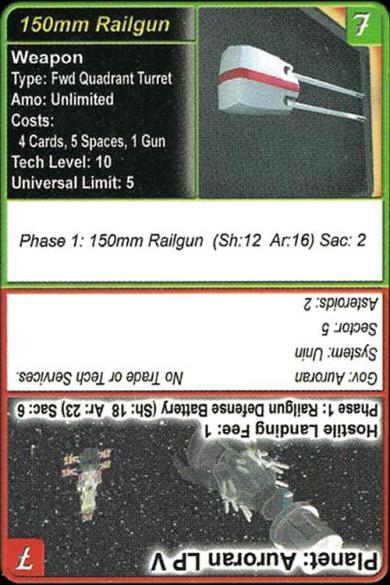 150mm Railgun
7
Weapon
Type: Fwd Quadrant Turret
Amo: Unlimited
Costs:
4 Cards, 5 Spaces, 1 Gun
Tech Level: 10
Universal Limit: 5
Phase 1: 150mm Railgun (Sh:12 Ar:16) Sac: 2
Planet: Auroran LP V
7
Hostile Landing Fee: 1
Phase 1: Railgun Defense Battery (Sh: 18 Ar: 23) Sac: 6
Gov: Auroran No Trade or Tech Services.
System: Unin
Sector: 5
Asteroids: 2